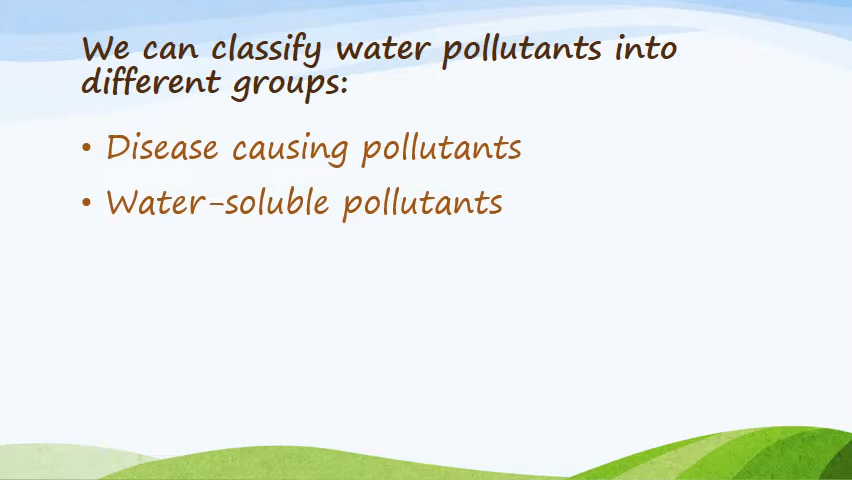 We can classify water pollutants into
different groups:
• Disease causing pollutants
• Water-soluble pollutants